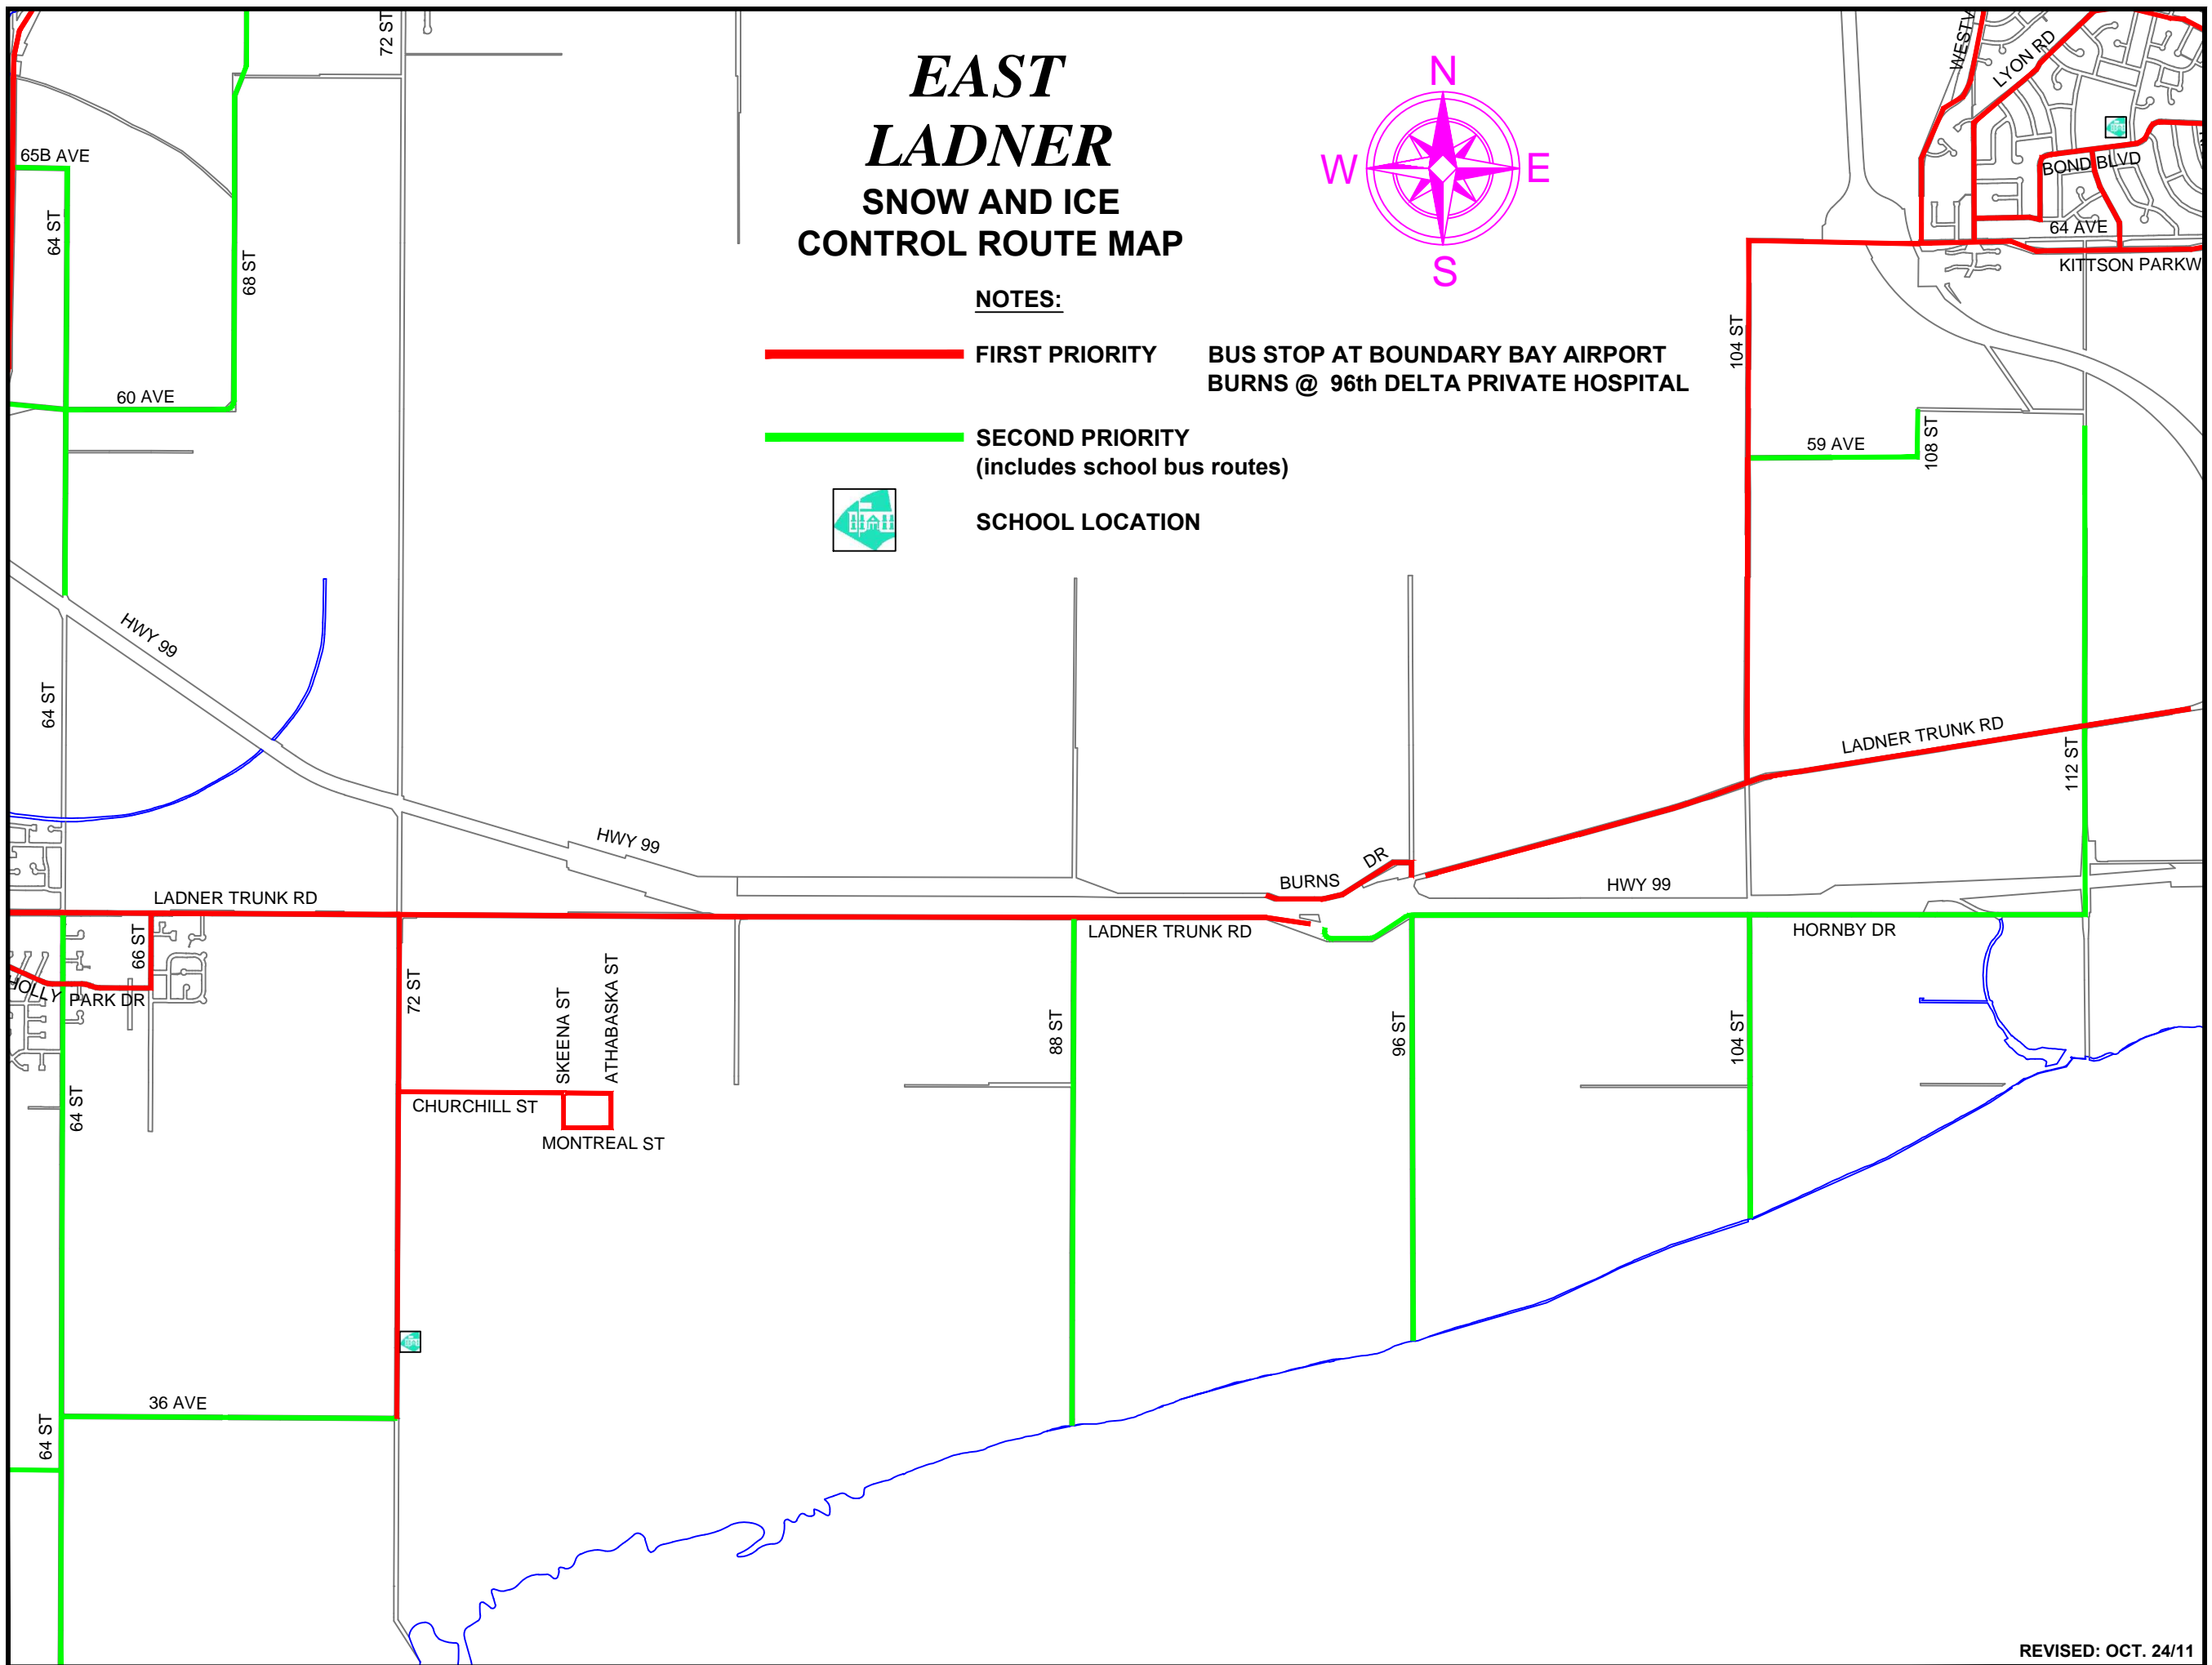 EAST
LADNER
SNOW AND ICE
CONTROL ROUTE MAP
N
W
E
S
NOTES:
FIRST PRIORITY
BUS STOP AT BOUNDARY BAY AIRPORT
BURNS @ 96th DELTA PRIVATE HOSPITAL
SECOND PRIORITY
(includes school bus routes)
SCHOOL LOCATION
72 ST
WESTV
LYON RD
BOND BLVD
64 AVE
KITTSON PARKW
65B AVE
64 ST
68 ST
60 AVE
104 ST
59 AVE
108 ST
HWY 99
64 ST
LADNER TRUNK RD
112 ST
HWY 99
BURNS DR
HWY 99
LADNER TRUNK RD
66 ST
HOLLY PARK DR
72 ST
SKEENA ST
ATHABASKA ST
LADNER TRUNK RD
HORNBY DR
88 ST
96 ST
104 ST
64 ST
CHURCHILL ST
MONTREAL ST
36 AVE
64 ST
REVISED: OCT. 24/11